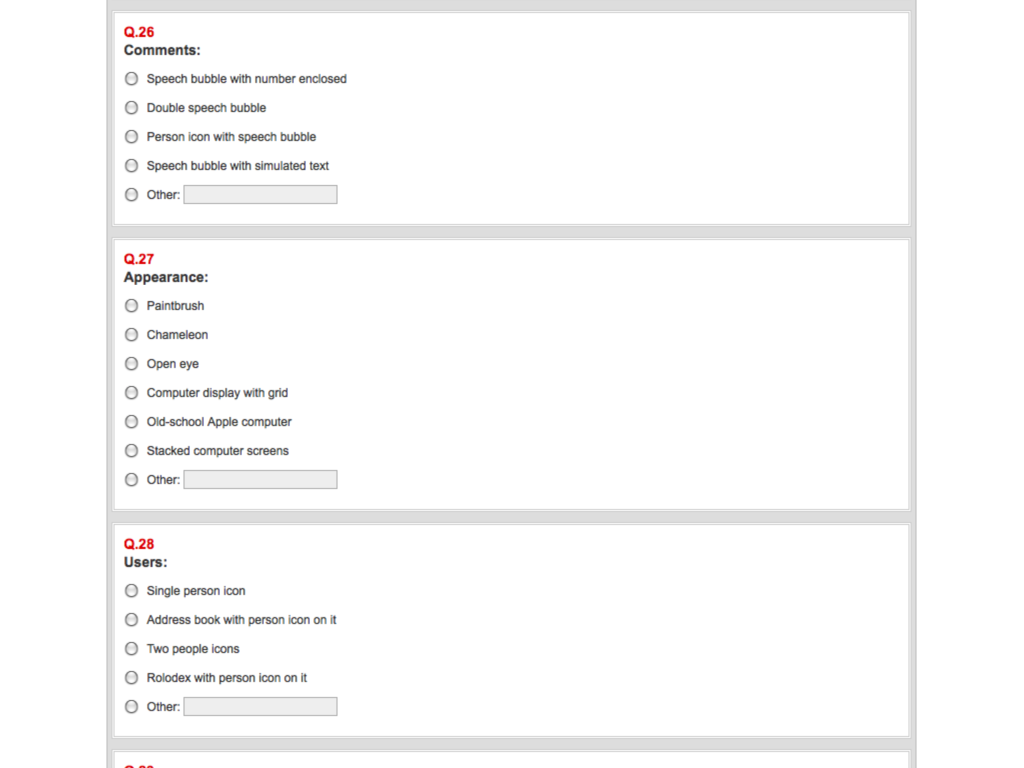 Q.26
Comments:
Speech bubble with number enclosed
Double speech bubble
Person icon with speech bubble
Speech bubble with simulated text
Other:
Q.27
Appearance:
Paintbrush
Chameleon
Open eye
Computer display with grid
Old-school Apple computer
Stacked computer screens
Other:
Q.28
Users:
Single person icon
Address book with person icon on it
Two people icons
Rolodex with person icon on it
Other: